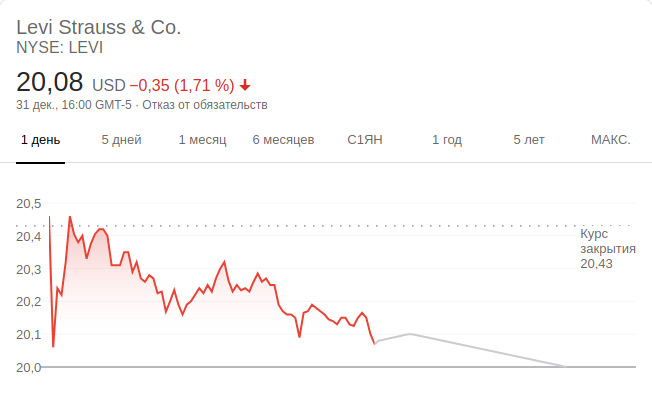 Levi Strauss & Co.
NYSE: LEVI
20,08 USD −0,35 (1,71 %)
31 дек., 16:00 GMT-5 · Отказ от обязательств
1 день 5 дней 1 месяц 6 месяцев С1ЯН 1 год 5 лет МАКС.
20,5
20,4
Курс
закрытия
20,43
20,3
20,2
20,1
20,0